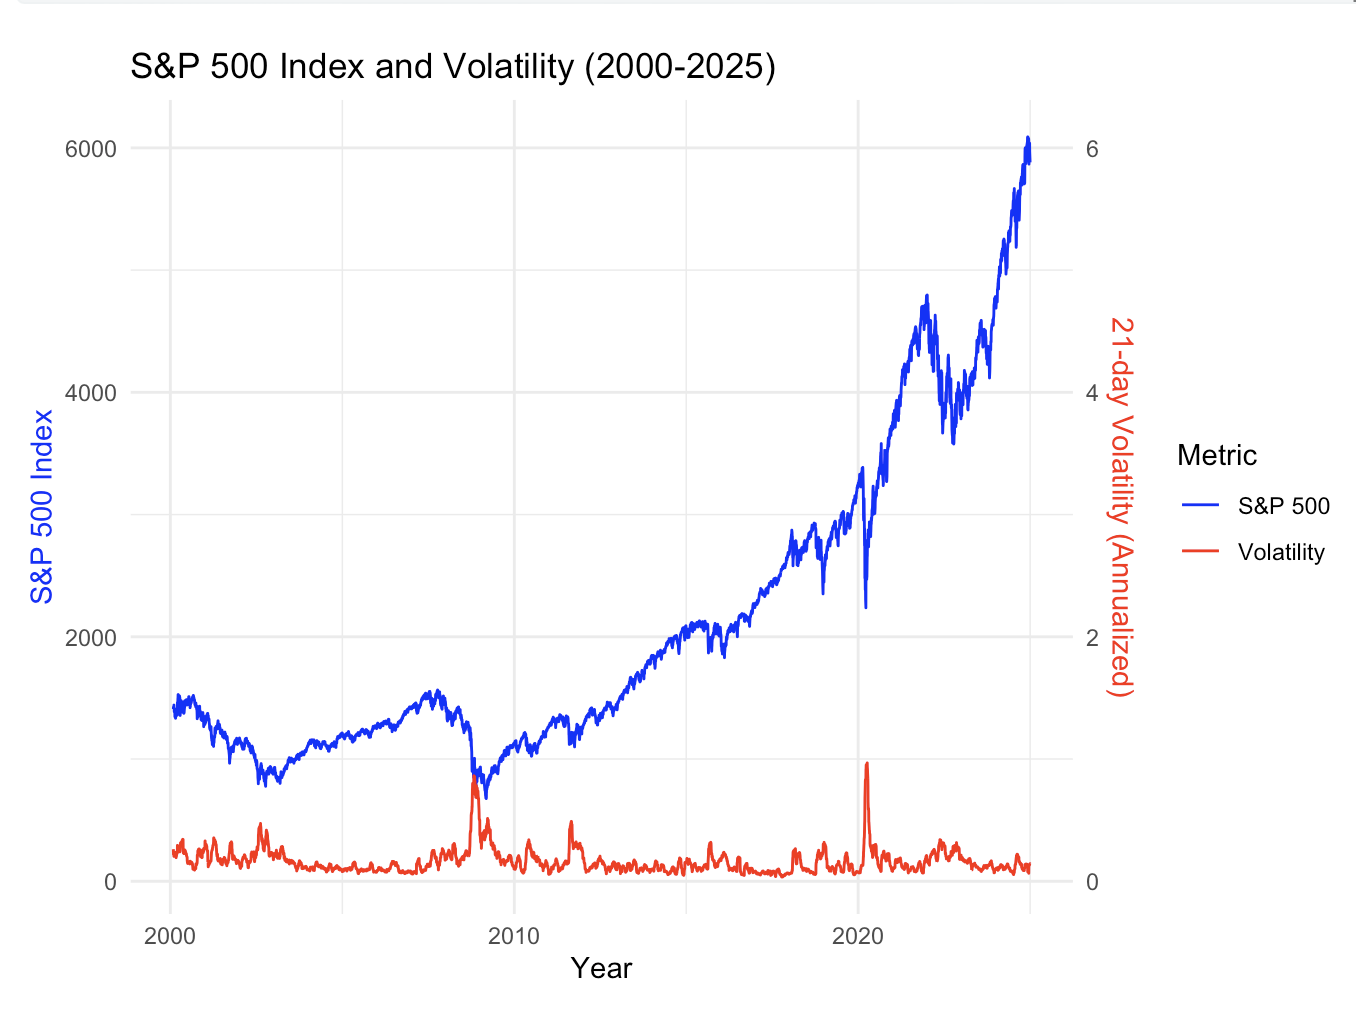 S&P 500 Index and Volatility (2000-2025)
6000
4000
2000
0
S&P 500 Index
6
4
2
0
21-day Volatility (Annualized)
2000
2010
2020
Year
Metric
S&P 500
Volatility